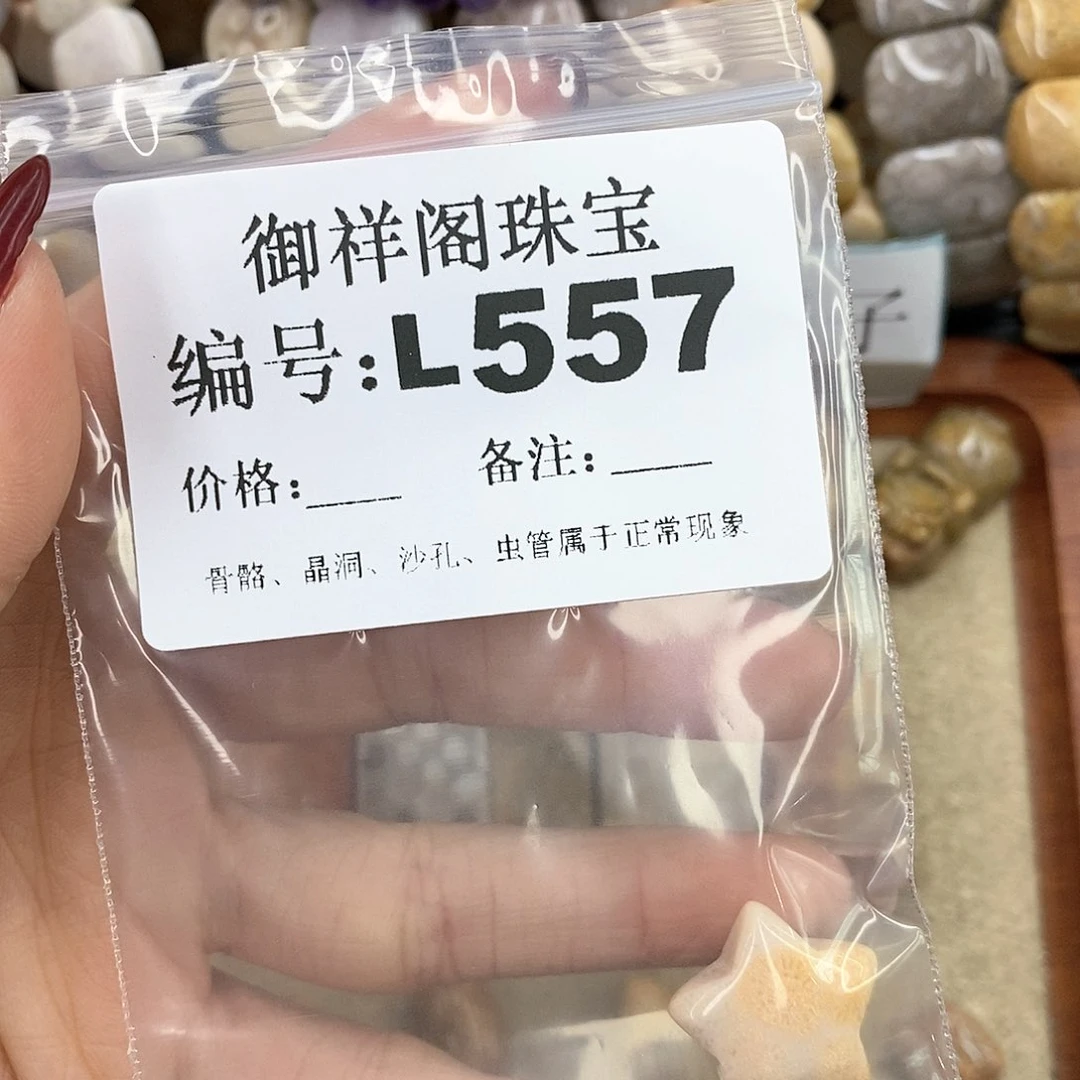 御祥阁珠宝
编号:L557
价格:____ 备注:____
骨骼、晶洞、沙孔、虫管属于正常现象
子